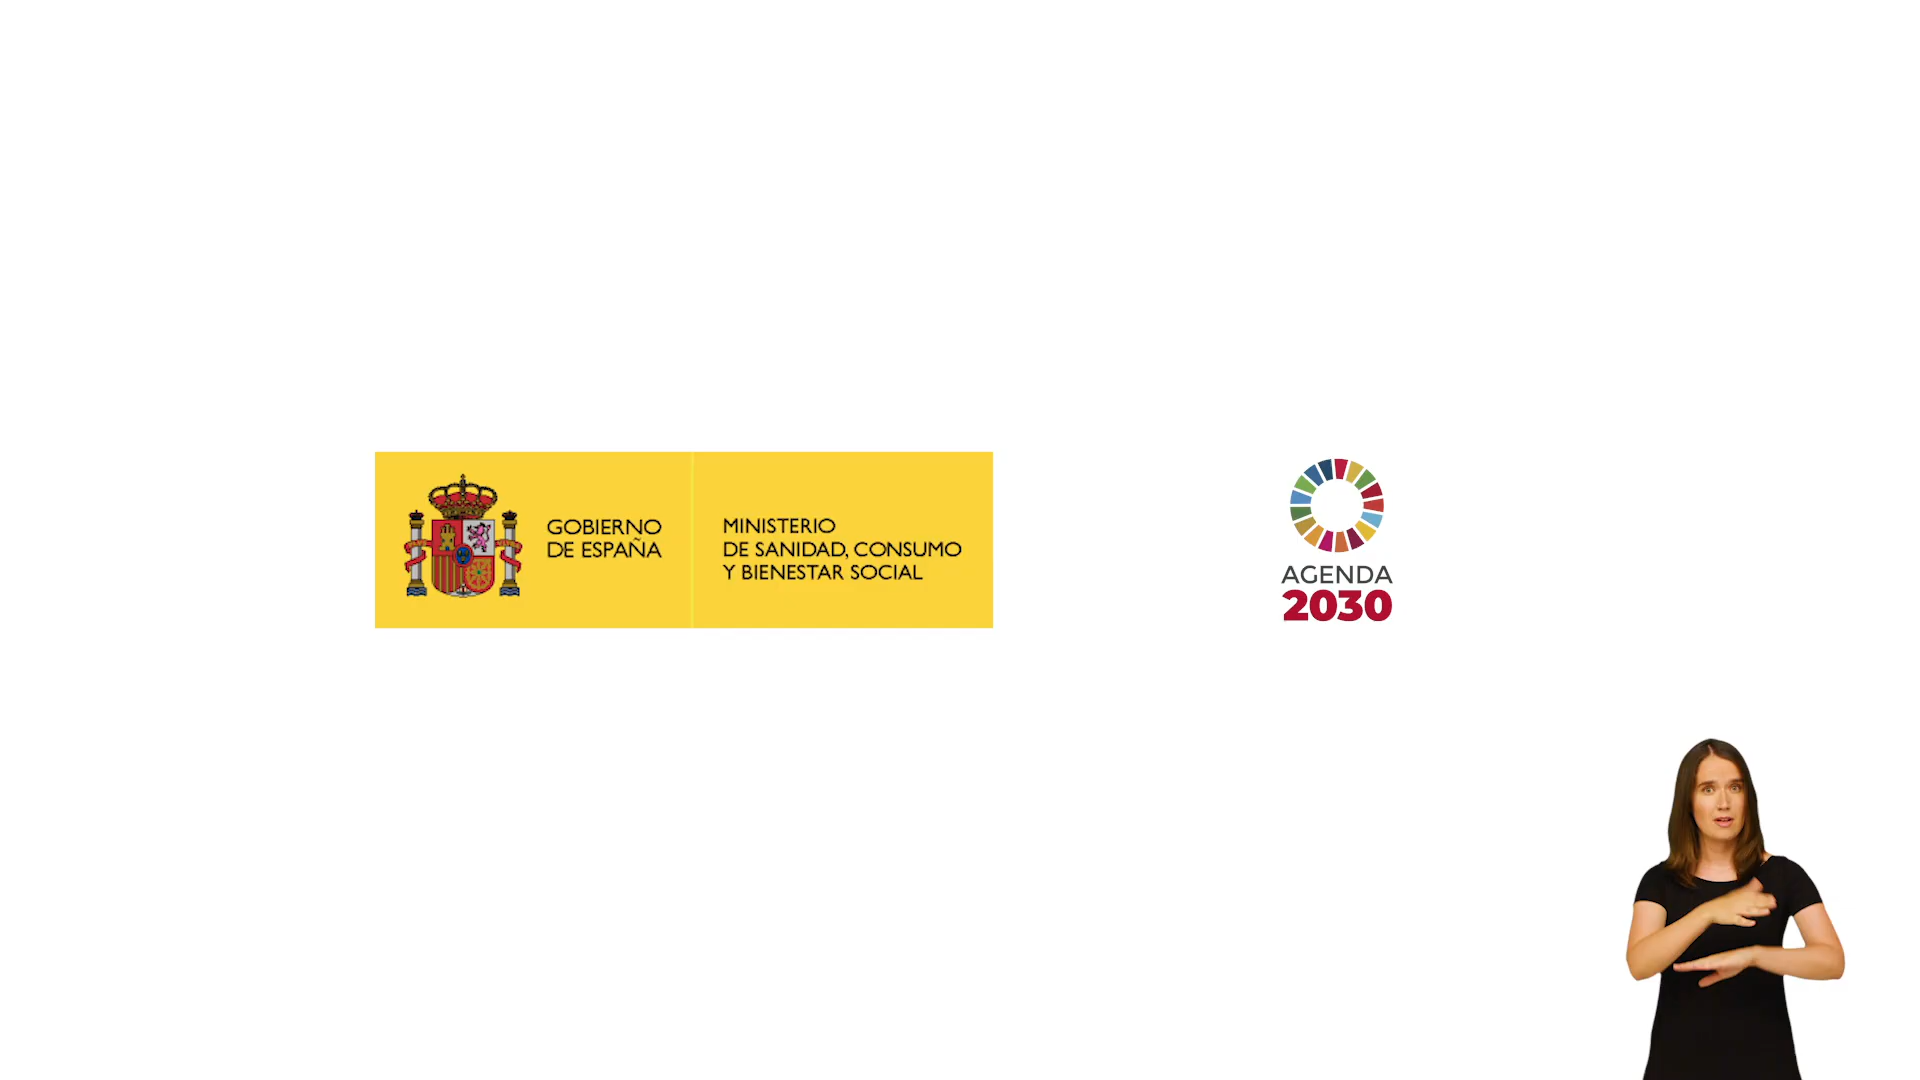 GOBIERNO
DE ESPAÑA
MINISTERIO
DE SANIDAD, CONSUMO
Y BIENESTAR SOCIAL
AGENDA
2030